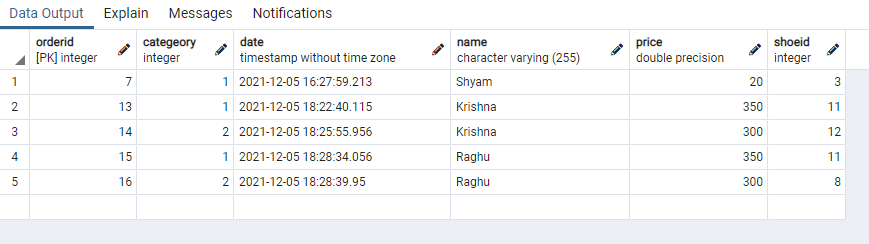 Data Output Explain Messages Notifications
orderid categeory date name price shoeid
[PK] integer integer timestamp without time zone character varying (255) double precision integer
1 7 1 2021-12-05 16:27:59.213 Shyam 20 3
2 13 1 2021-12-05 18:22:40.115 Krishna 350 11
3 14 2 2021-12-05 18:25:55.956 Krishna 300 12
4 15 1 2021-12-05 18:28:34.056 Raghu 350 11
5 16 2 2021-12-05 18:28:39.95 Raghu 300 8